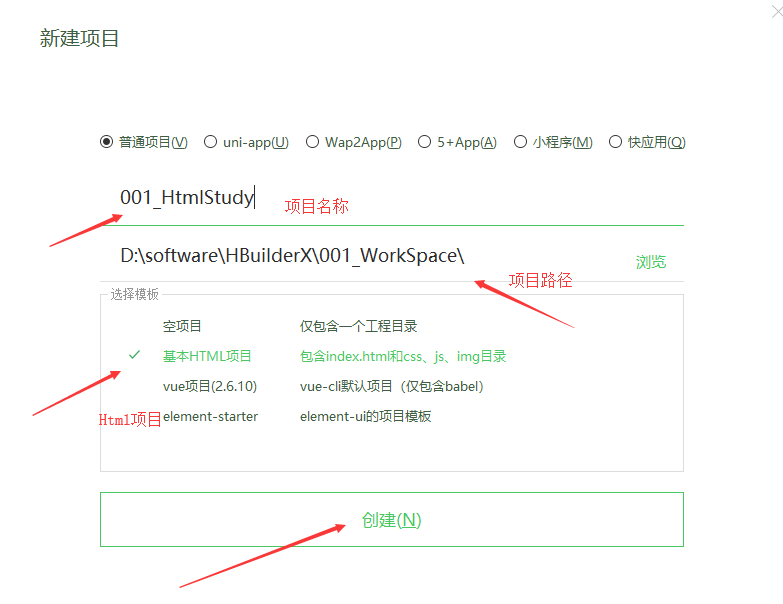 新建项目
普通项目(V) uni-app(U) Wap2App(P) 5+App(A) 小程序(M) 快应用(Q)
001_HtmlStudy 项目名称
D:\software\HBuilderX\001_WorkSpace\ 浏览
项目路径
选择模板
空项目 仅包含一个工程目录
基本HTML项目 包含index.html和css、js、img目录
vue项目(2.6.10) vue-cli默认项目（仅包含babel）
Html项目 element-starter element-ui的项目模板
创建(N)